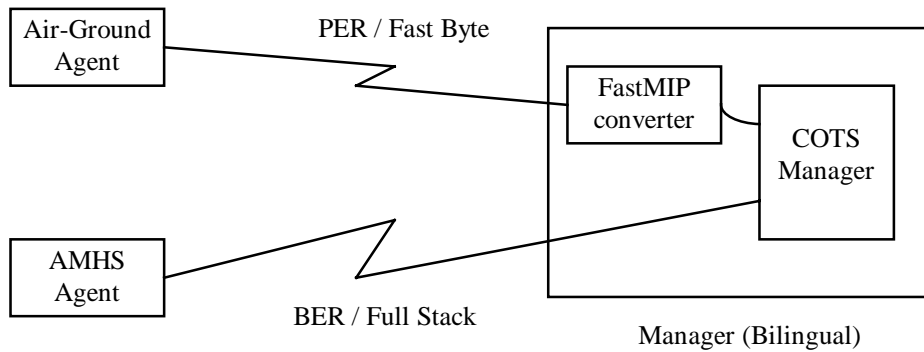 Air-Ground
Agent
PER / Fast Byte
FastMIP
converter
COTS
Manager
AMHS
Agent
BER / Full Stack
Manager (Bilingual)